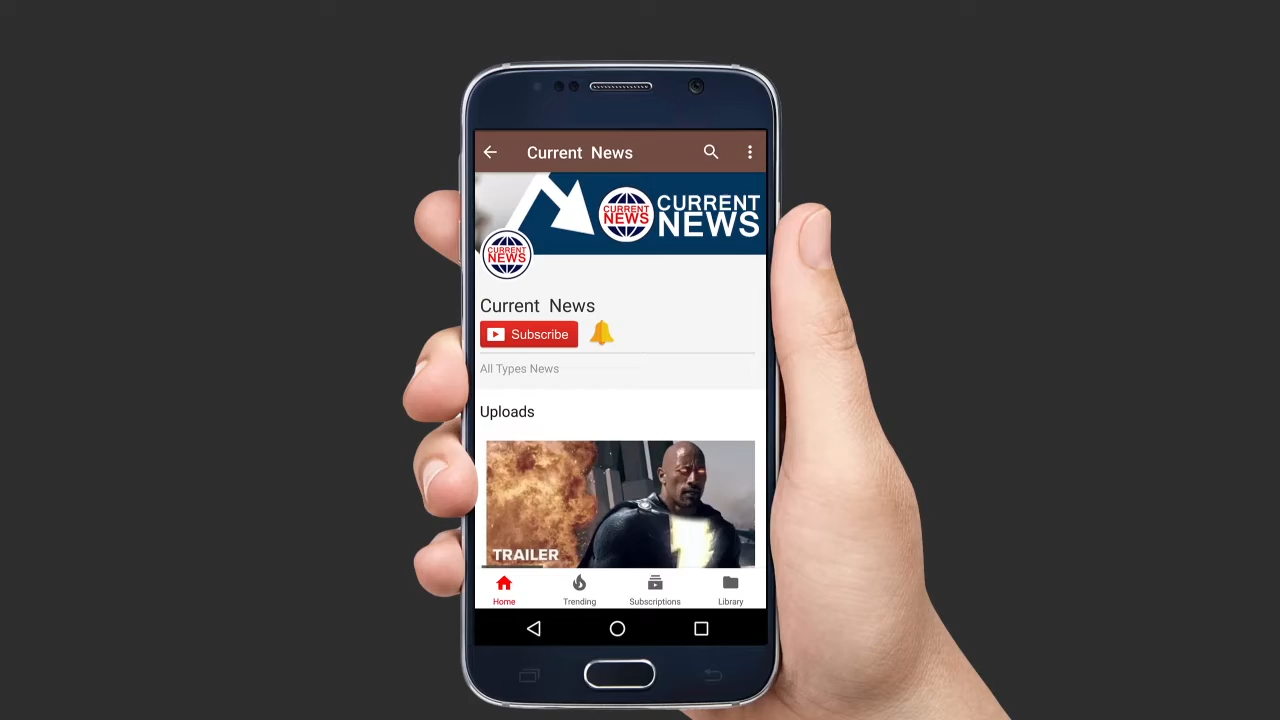 Current News
CURRENT
NEWS
CURRENT
NEWS
CURRENT
NEWS
Current News
Subscribe
All Types News
Uploads
TRAILER
Home
Trending
Subscriptions
Library